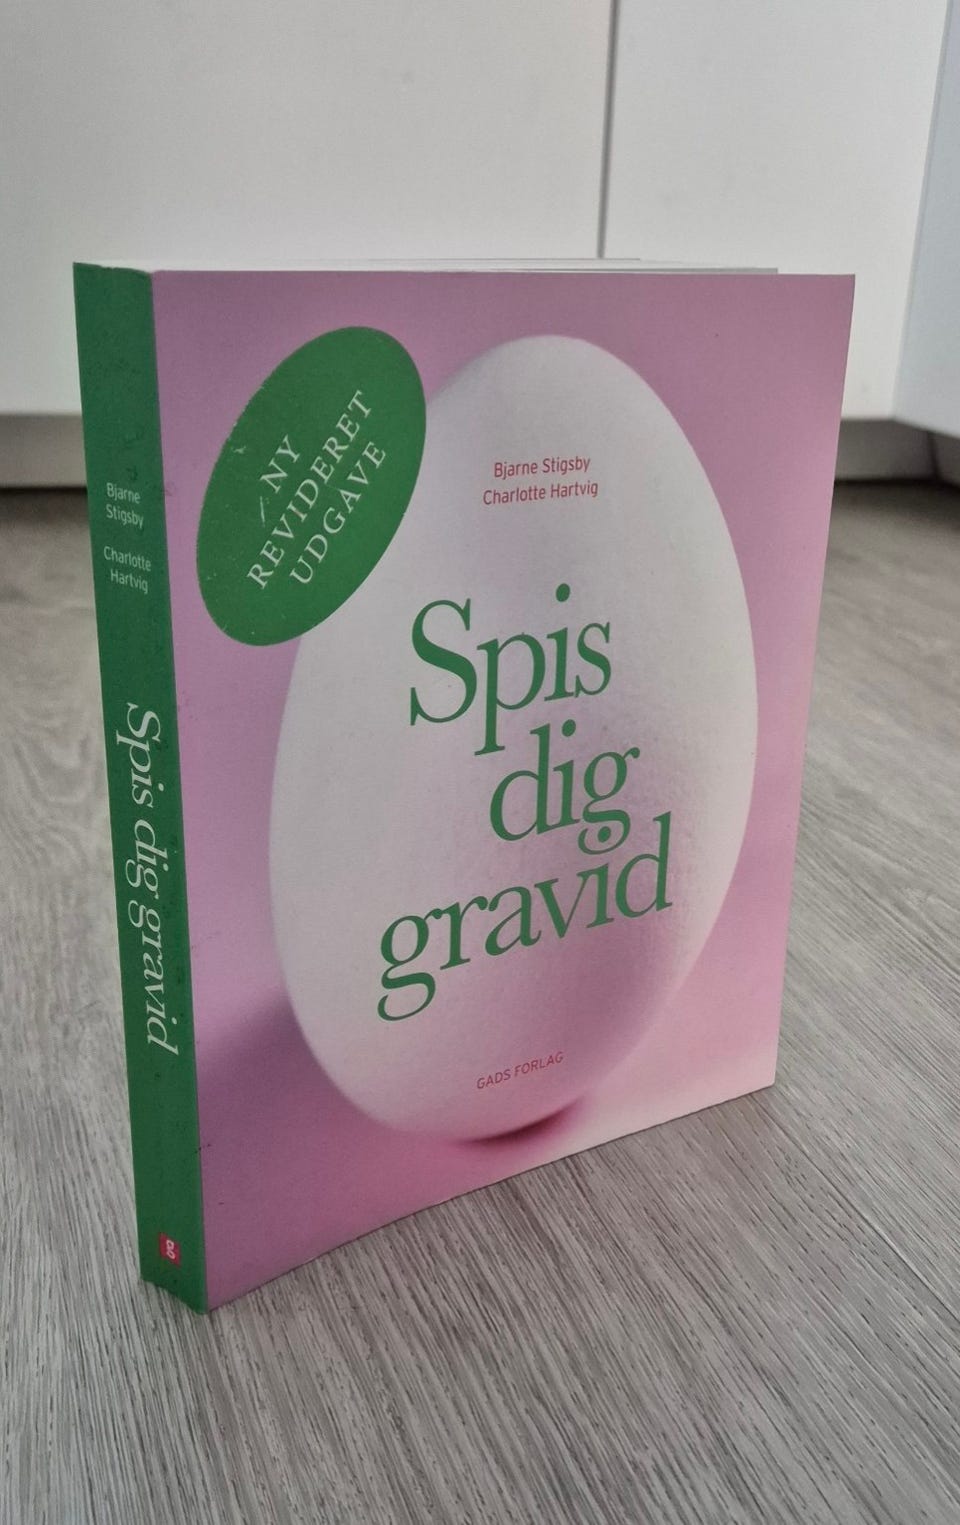 Bjarne
Stigsby
Charlotte
Hartvig
Spis dig gravid
NY
REVIDERET
UDGAVE
Bjarne Stigsby
Charlotte Hartvig
Spis
dig
gravid
GADS FORLAG